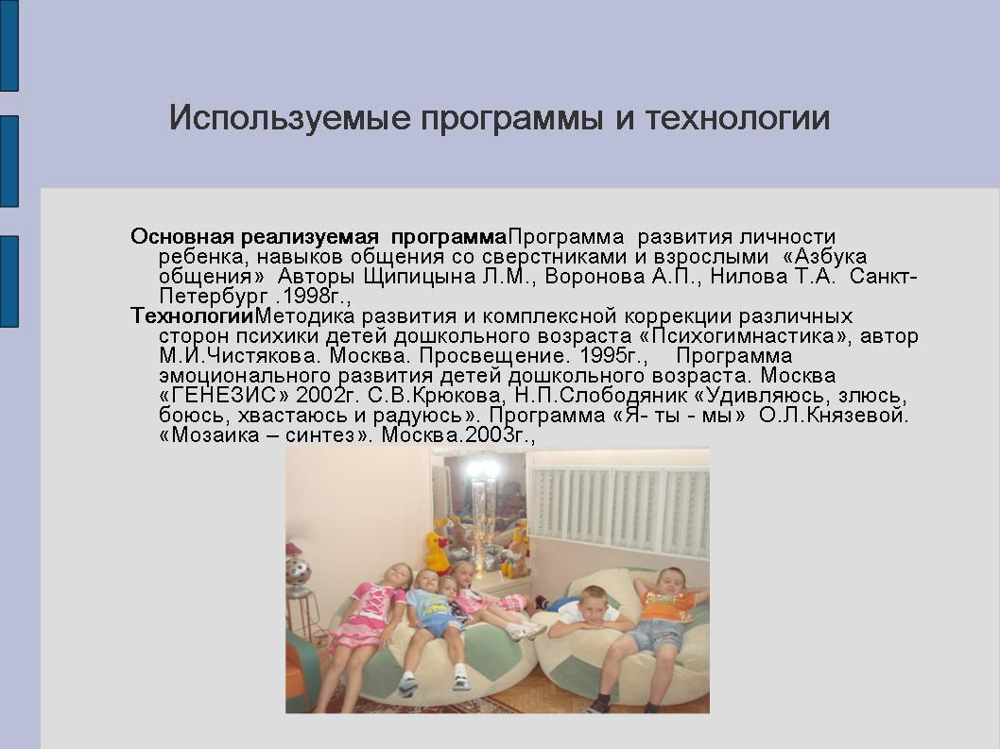 Используемые программы и технологии
Основная реализуемая  программаПрограмма  развития личности
ребенка, навыков общения со сверстниками и взрослыми  «Азбука
общения»  Авторы Щипицына Л.М., Воронова А.П., Нилова Т.А.  Санкт-
Петербург .1998г.,
ТехнологииМетодика развития и комплексной коррекции различных
сторон психики детей дошкольного возраста «Психогимнастика», автор
М.И.Чистякова. Москва. Просвещение. 1995г.,    Программа
эмоционального развития детей дошкольного возраста. Москва
«ГЕНЕЗИС» 2002г. С.В.Крюкова, Н.П.Слободяник «Удивляюсь, злюсь,
боюсь, хвастаюсь и радуюсь». Программа «Я- ты - мы»  О.Л.Князевой.
«Мозаика – синтез». Москва.2003г.,